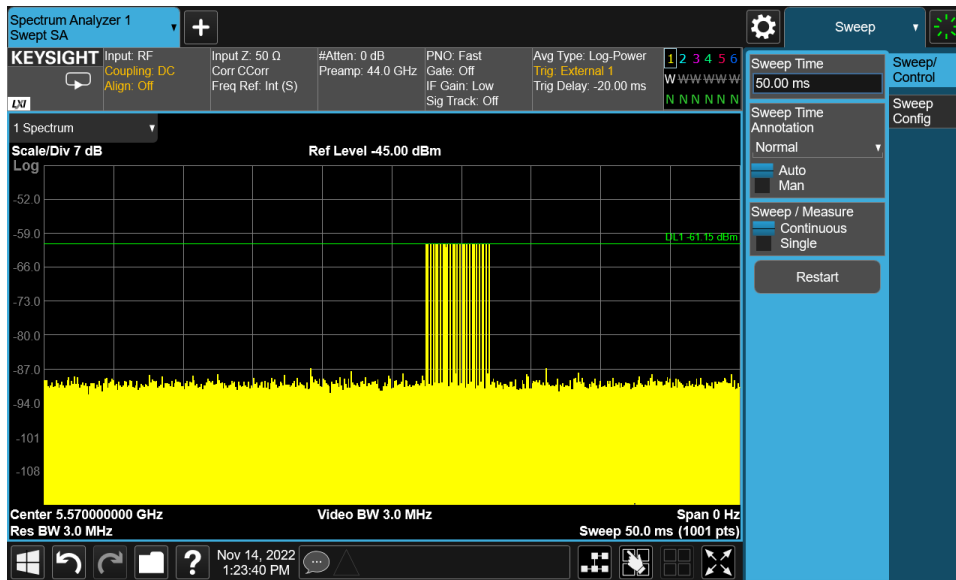 Spectrum Analyzer 1
Swept SA
+
Sweep
KEYSIGHT
LXI
Input: RF
Coupling: DC
Align: Off
Input Z: 50 Ω
Corr CCorr
Freq Ref: Int (S)
#Atten: 0 dB
Preamp: 44.0 GHz
PNO: Fast
Gate: Off
IF Gain: Low
Sig Track: Off
Avg Type: Log-Power
Trig: External 1
Trig Delay: -20.00 ms
1 2 3 4 5 6
W W W W W W
N N N N N N
1 Spectrum
Scale/Div 7 dB
Ref Level -45.00 dBm
Log
-52.0
-59.0
-66.0
-73.0
-80.0
-87.0
-94.0
-101
-108
DL1 -61.15 dBm
Center 5.570000000 GHz
Video BW 3.0 MHz
Span 0 Hz
Res BW 3.0 MHz
Sweep 50.0 ms (1001 pts)
Sweep Time
50.00 ms
Sweep Time
Annotation
Normal
Auto
Man
Sweep / Measure
Continuous
Single
Restart
Sweep/
Control
Sweep
Config
?
Nov 14, 2022
1:23:40 PM